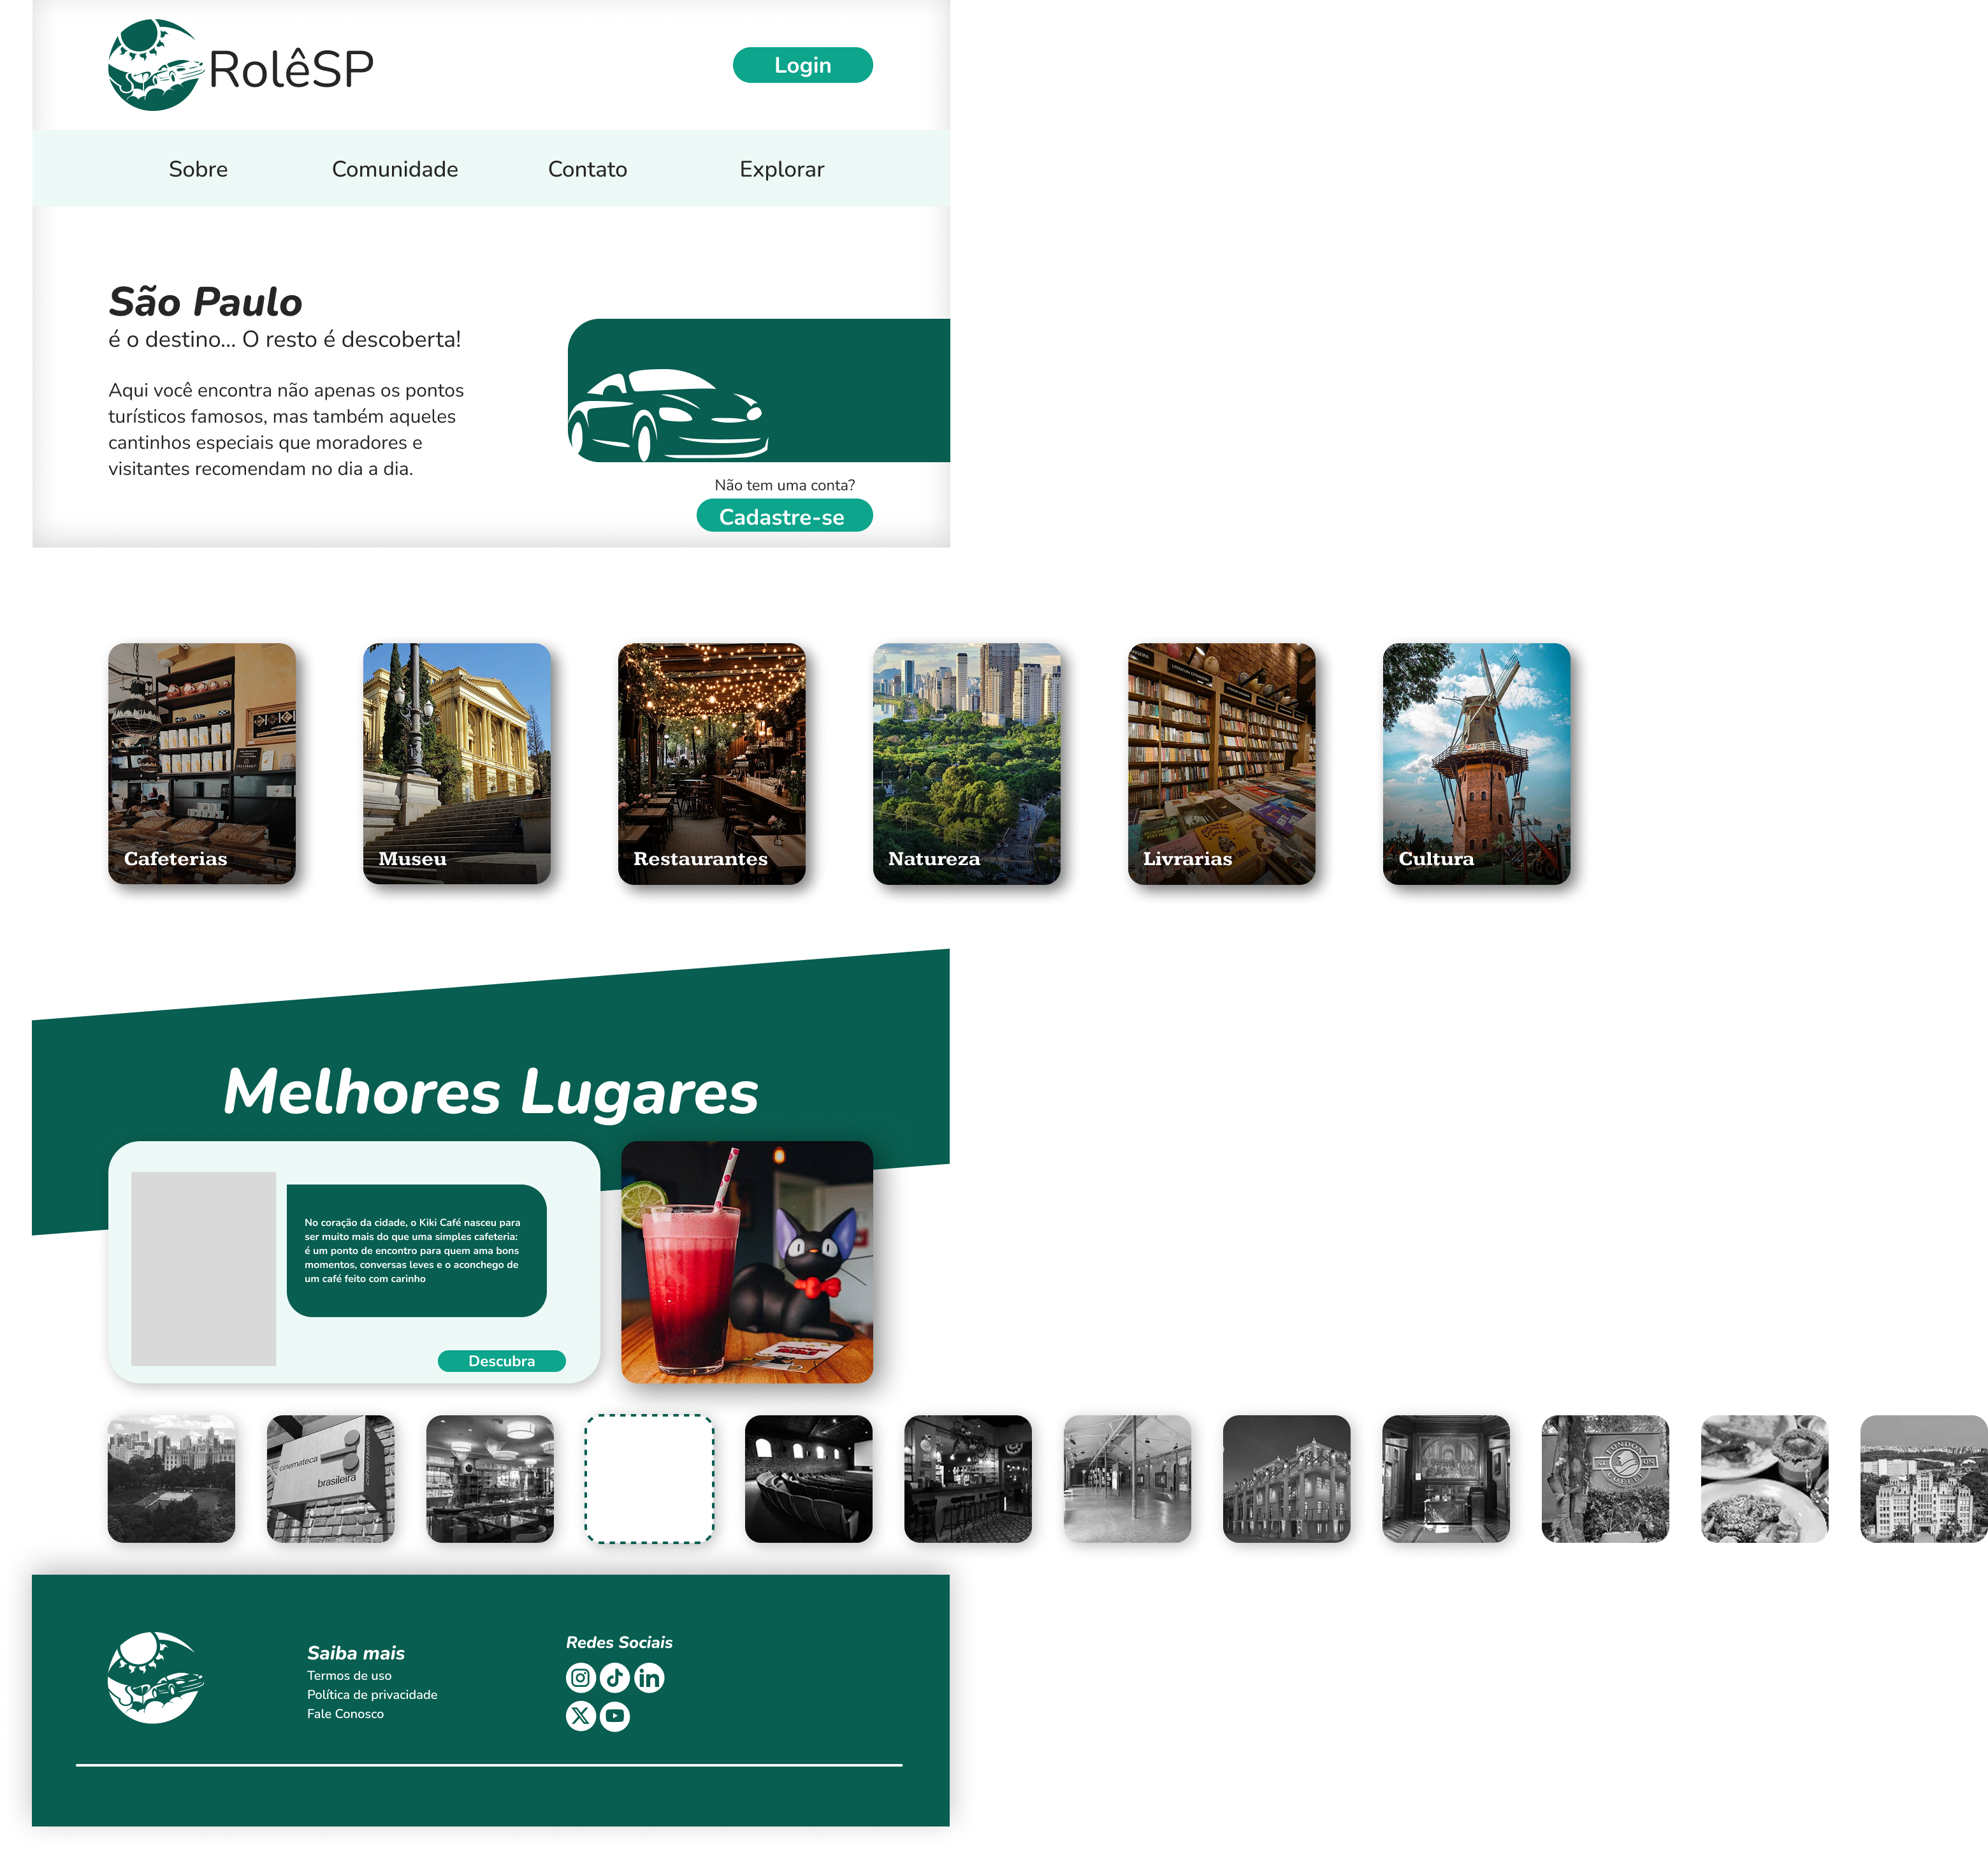 RolêSP
Login
Sobre
Comunidade
Contato
Explorar
São Paulo
é o destino... O resto é descoberta!
Aqui você encontra não apenas os pontos
turísticos famosos, mas também aqueles
cantinhos especiais que moradores e
visitantes recomendam no dia a dia.
Não tem uma conta?
Cadastre-se
Cafeterias
Museu
Restaurantes
Natureza
Livrarias
Cultura
Melhores Lugares
No coração da cidade, o Kiki Café nasceu para
ser muito mais do que uma simples cafeteria:
é um ponto de encontro para quem ama bons
momentos, conversas leves e o aconchego de
um café feito com carinho
Descubra
cinemateca
brasileira
LONDON
COFFEE
Saiba mais
Termos de uso
Política de privacidade
Fale Conosco
Redes Sociais